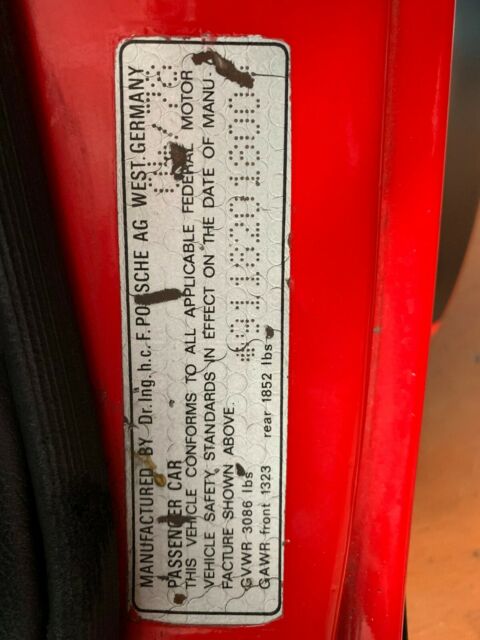 MANUFACTURED BY Dr.Ing.h.c.F.PORSCHE AG WEST GERMANY
PASSENGER CAR
THIS VEHICLE CONFORMS TO ALL APPLICABLE FEDERAL MOTOR
VEHICLE SAFETY STANDARDS IN EFFECT ON THE DATE OF MANU-
FACTURE SHOWN ABOVE.
GVWR 3086 lbs
GAWR front 1323 rear 1852 lbs